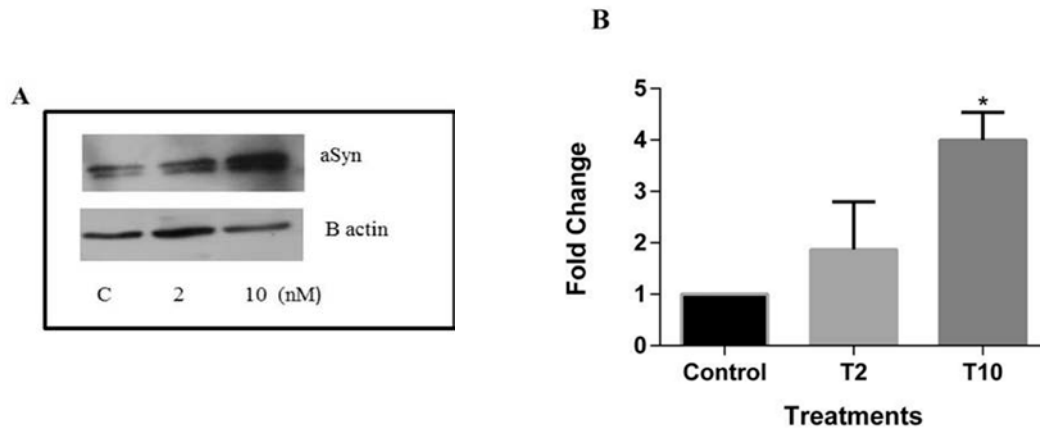 A
aSyn
B actin
C 2 10 (nM)
B
5
4
3
2
1
0
Fold Change
*
Control T2 T10
Treatments